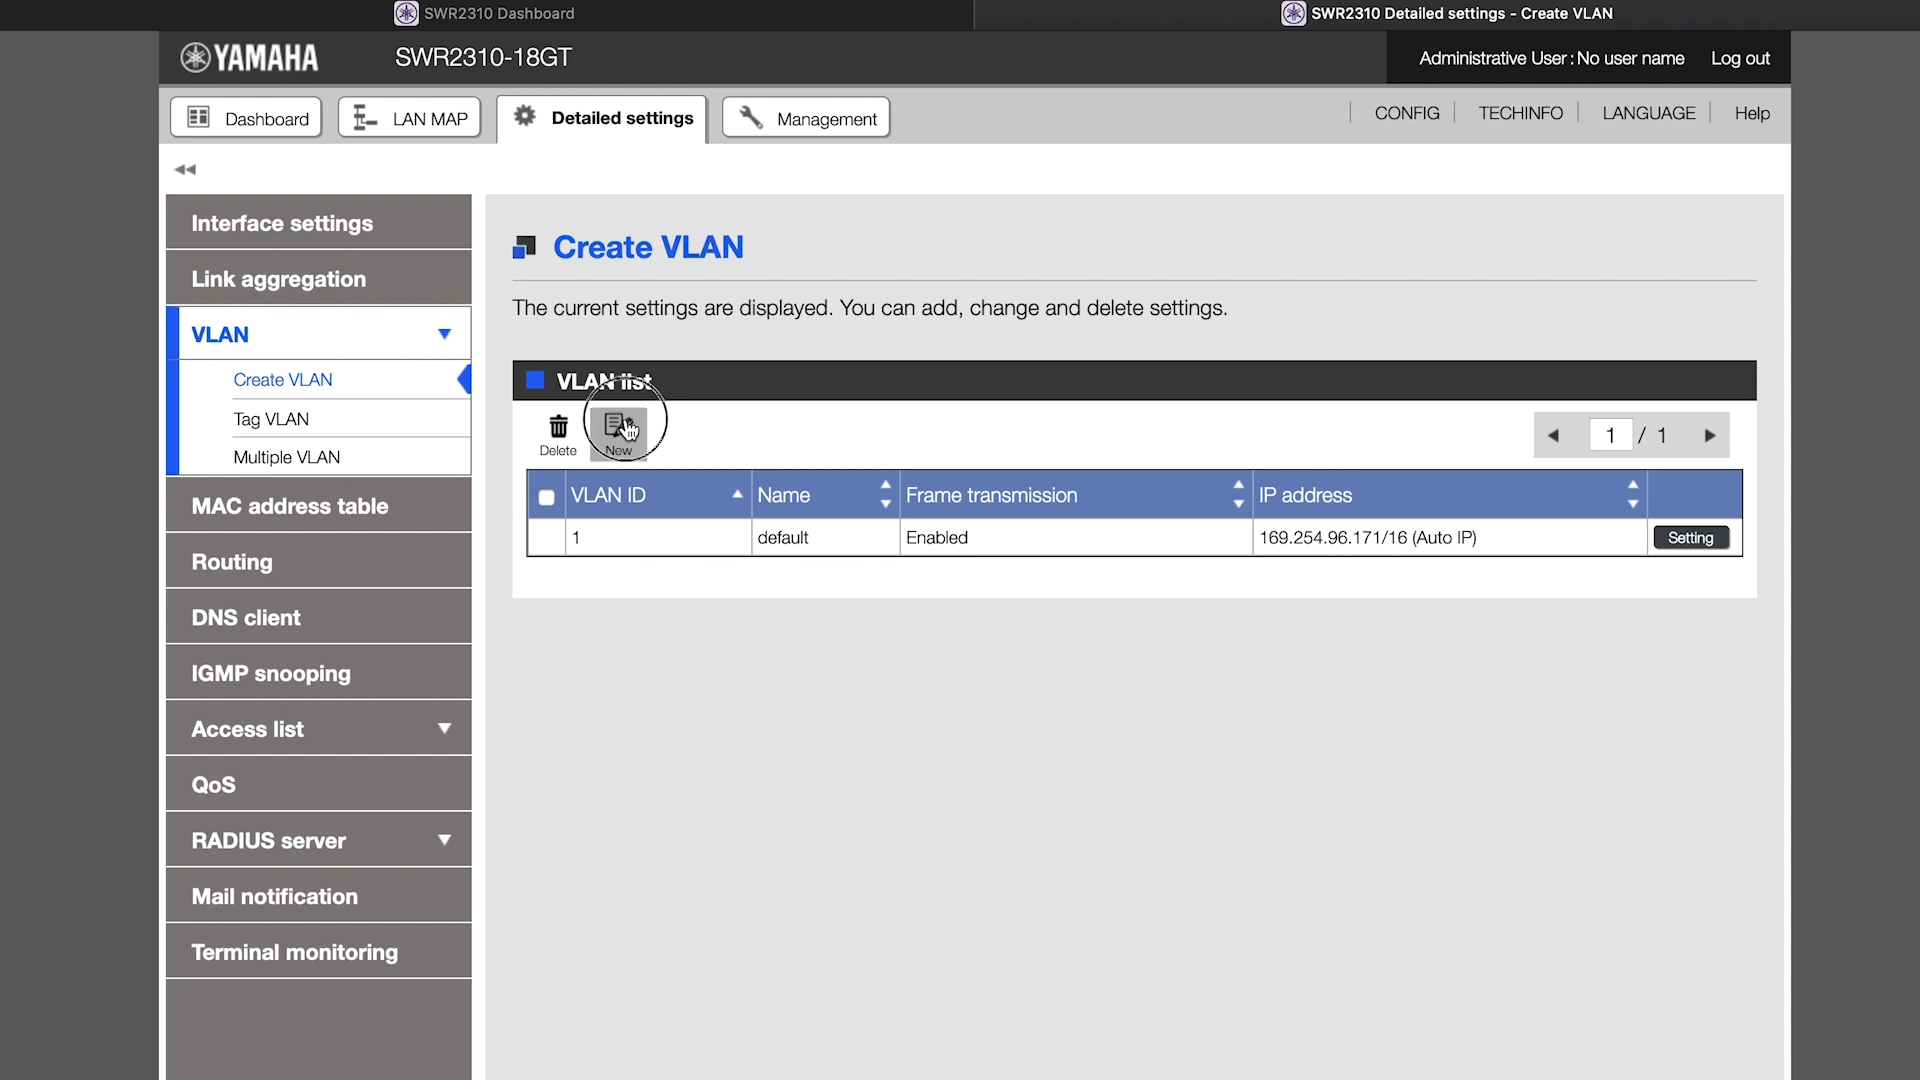 SWR2310 Dashboard
SWR2310 Detailed settings - Create VLAN
YAMAHA
SWR2310-18GT
Administrative User : No user name
Log out
Dashboard
LAN MAP
Detailed settings
Management
CONFIG
TECHINFO
LANGUAGE
Help
Interface settings
Link aggregation
VLAN
Create VLAN
Tag VLAN
Multiple VLAN
MAC address table
Routing
DNS client
IGMP snooping
Access list
QoS
RADIUS server
Mail notification
Terminal monitoring
Create VLAN
The current settings are displayed. You can add, change and delete settings.
VLAN list
Delete
New
1 / 1
VLAN ID Name Frame transmission IP address
1 default Enabled 169.254.96.171/16 (Auto IP) Setting